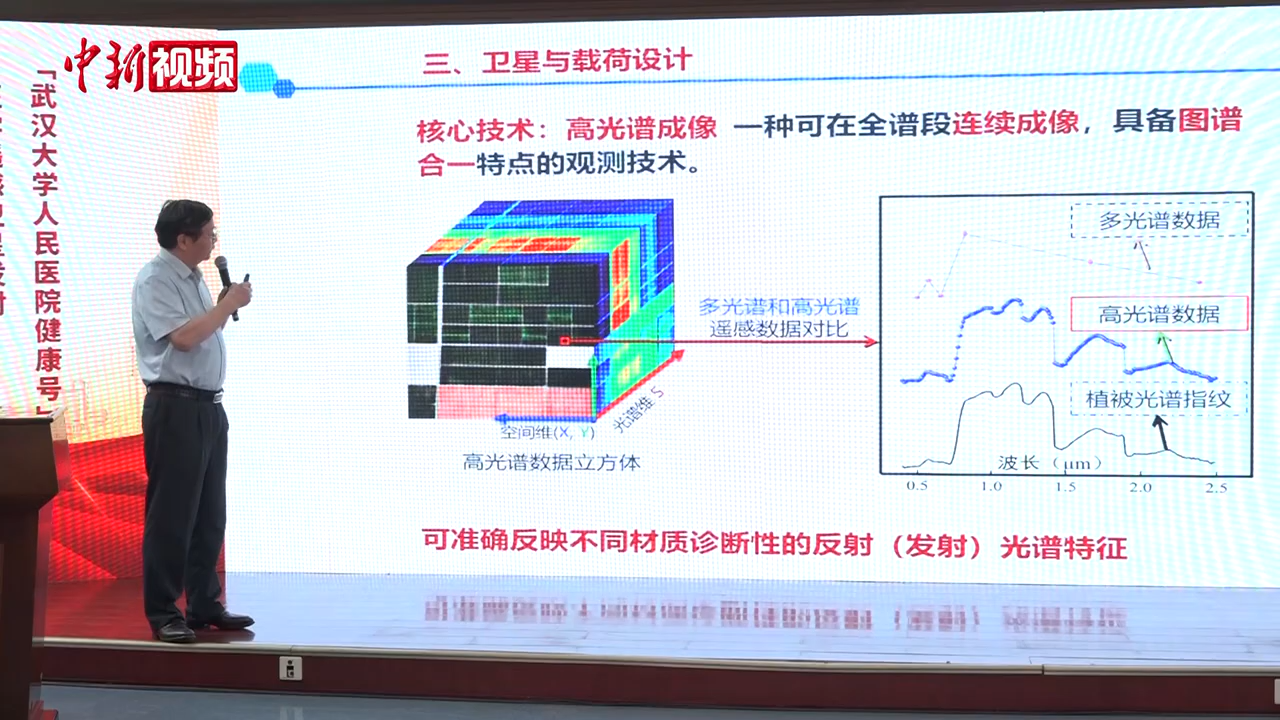 中新视频
「武汉大学人民医院健康号」
三、卫星与载荷设计
核心技术：高光谱成像 一种可在全谱段连续成像，具备图谱
合一特点的观测技术。
多光谱和高光谱
遥感数据对比
空间维(X, Y)
光谱维 S
高光谱数据立方体
多光谱数据
高光谱数据
植被光谱指纹
波长（μm）
0.5 1.0 1.5 2.0 2.5
可准确反映不同材质诊断性的反射（发射）光谱特征